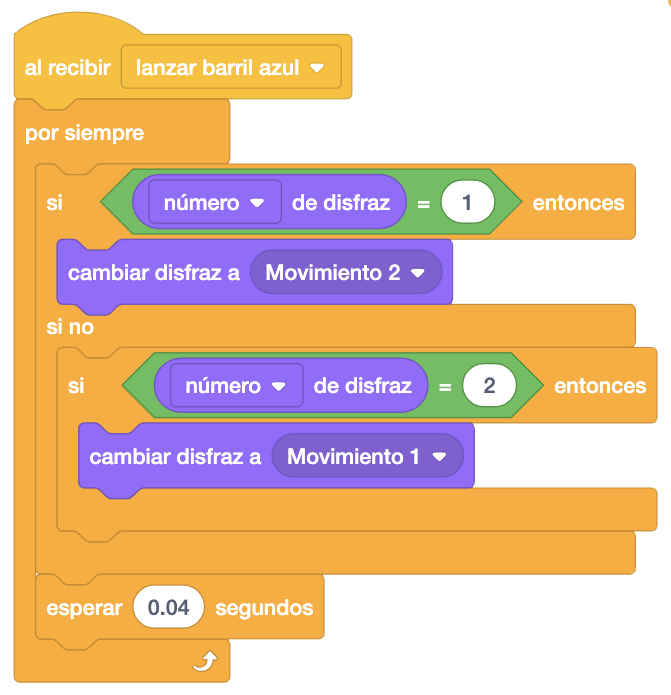 al recibir lanzar barril azul
por siempre
si número de disfraz = 1 entonces
cambiar disfraz a Movimiento 2
si no
si número de disfraz = 2 entonces
cambiar disfraz a Movimiento 1
esperar 0.04 segundos